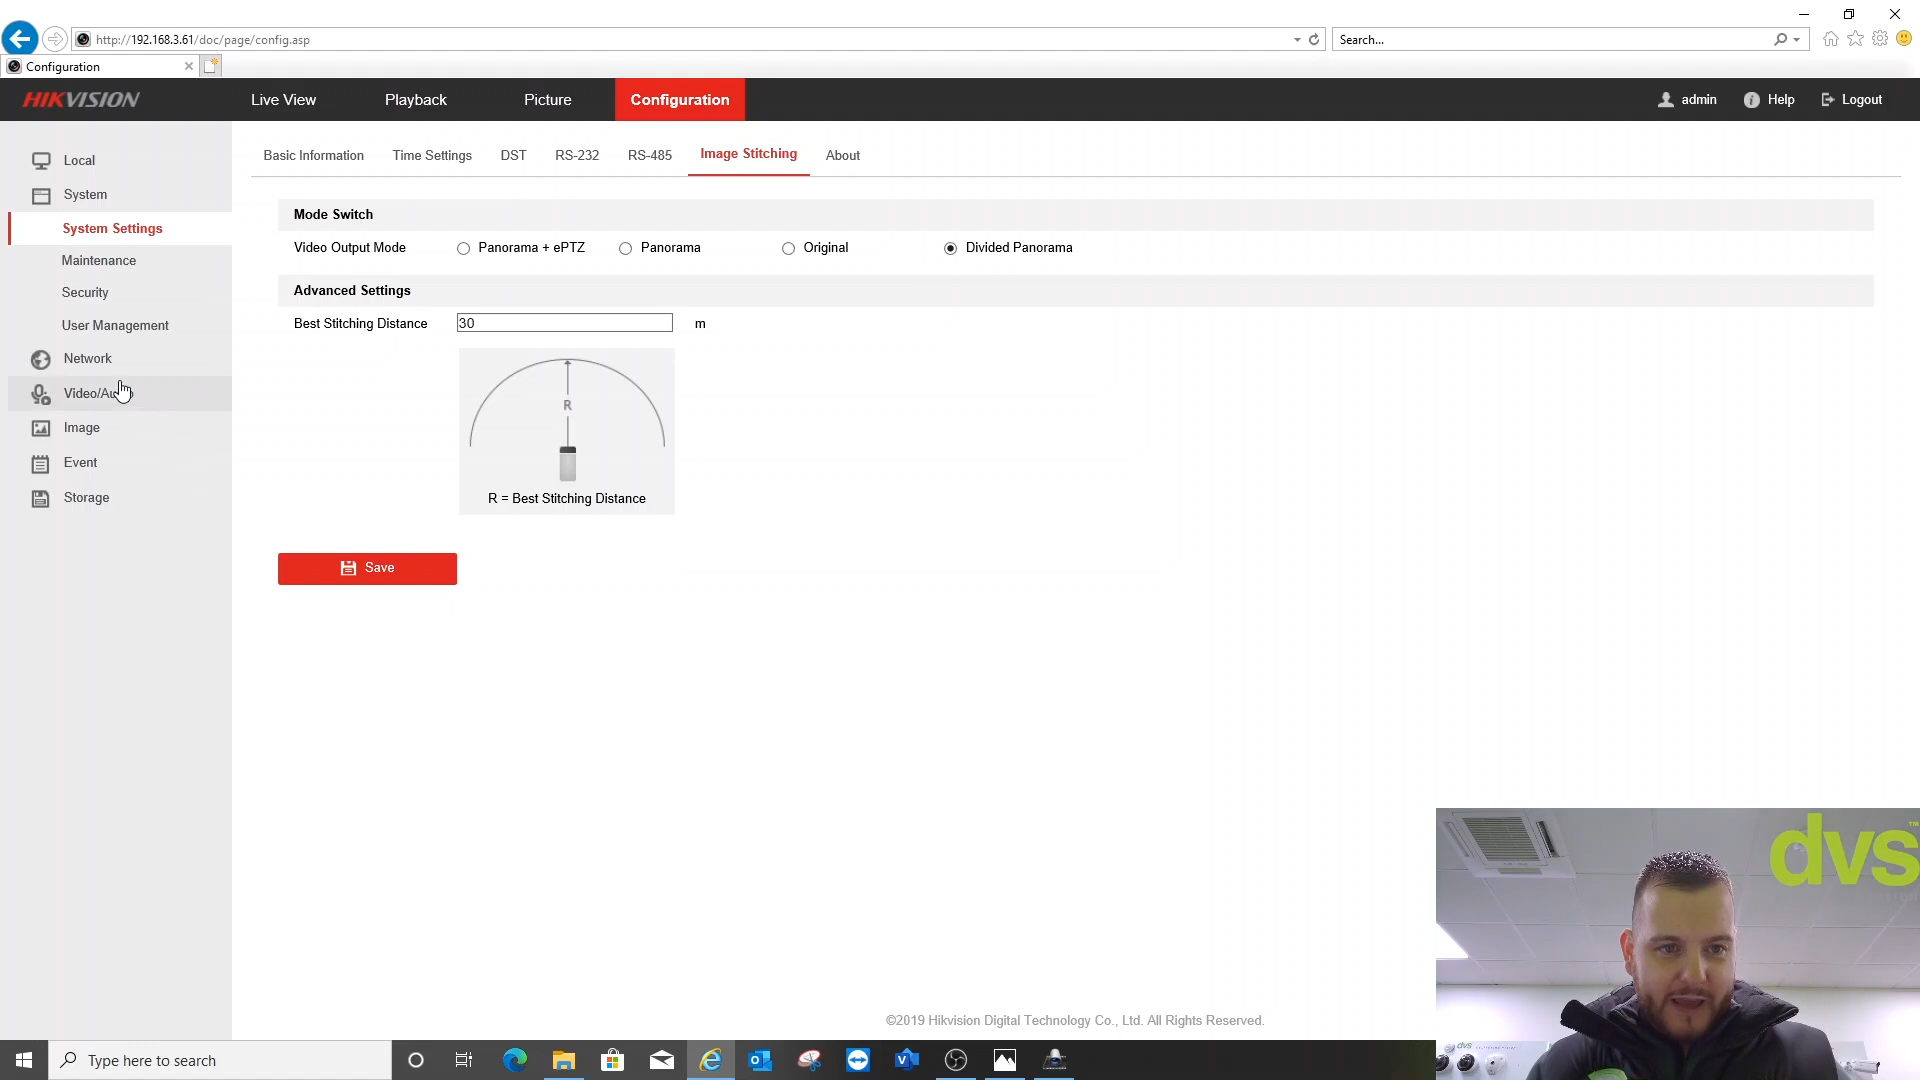 http://192.168.3.61/doc/page/config.asp
Search...
Configuration
HIKVISION
Live View
Playback
Picture
Configuration
admin
Help
Logout
Local
System
System Settings
Maintenance
Security
User Management
Network
Video/Au
Image
Event
Storage
Basic Information
Time Settings
DST
RS-232
RS-485
Image Stitching
About
Mode Switch
Video Output Mode
Panorama + ePTZ
Panorama
Original
Divided Panorama
Advanced Settings
Best Stitching Distance
30
m
R
R = Best Stitching Distance
Save
©2019 Hikvision Digital Technology Co., Ltd. All Rights Reserved.
dvs™
dvs
Type here to search